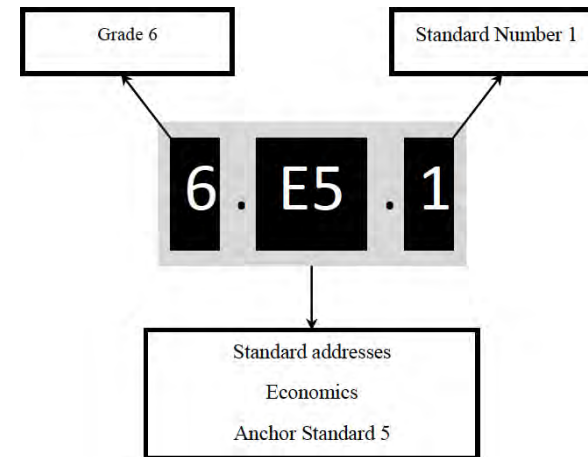 Grade 6
Standard Number 1
6 . E5 . 1
Standard addresses
Economics
Anchor Standard 5